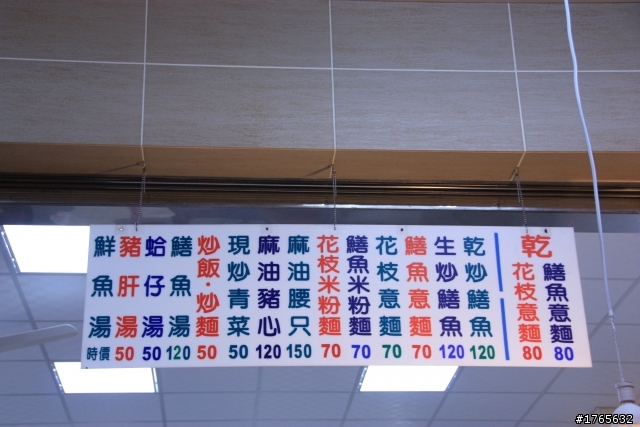 乾
鱔魚意麵 80
花枝意麵 80
乾炒鱔魚 120
生炒鱔魚 120
鱔魚意麵 70
花枝意麵 70
鱔魚米粉麵 70
花枝米粉麵 70
麻油腰只 150
麻油豬心 120
現炒青菜 50
炒飯·炒麵 50
鱔魚湯 120
蛤仔湯 50
豬肝湯 50
鮮魚湯 時價
#1765632